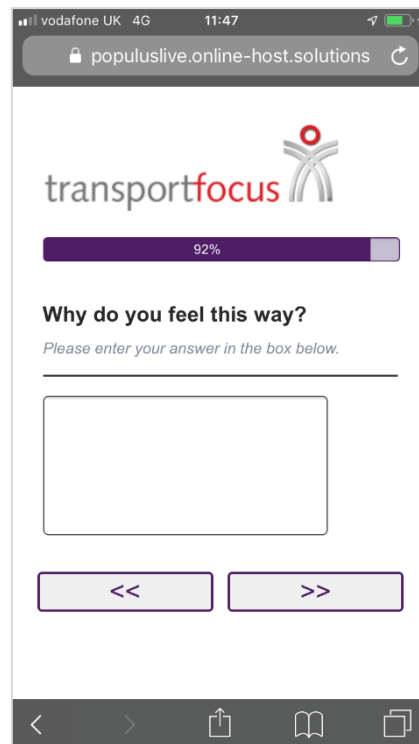 vodafone UK 4G 11:47
populuslive.online-host.solutions
transportfocus
92%
Why do you feel this way?
Please enter your answer in the box below.
<< >>